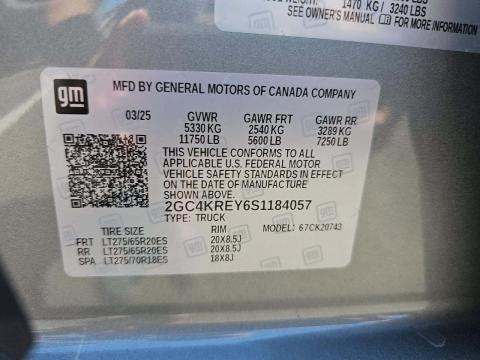 1470 KG / 3240 LBS
SEE OWNER'S MANUAL FOR MORE INFORMATION
gm
MFD BY GENERAL MOTORS OF CANADA COMPANY
03/25 GVWR GAWR FRT GAWR RR
5330 KG 2540 KG 3289 KG
11750 LB 5600 LB 7250 LB
THIS VEHICLE CONFORMS TO ALL
APPLICABLE U.S. FEDERAL MOTOR
VEHICLE SAFETY STANDARDS IN EFFECT
ON THE DATE OF MANUFACTURE
SHOWN ABOVE.
2GC4KREY6S1184057
TYPE: TRUCK MODEL: 67CK20743
TIRE SIZE RIM
FRT LT275/65R20ES 20X8.5J
RR LT275/65R20ES 20X8.5J
SPA LT275/70R18ES 18X8J